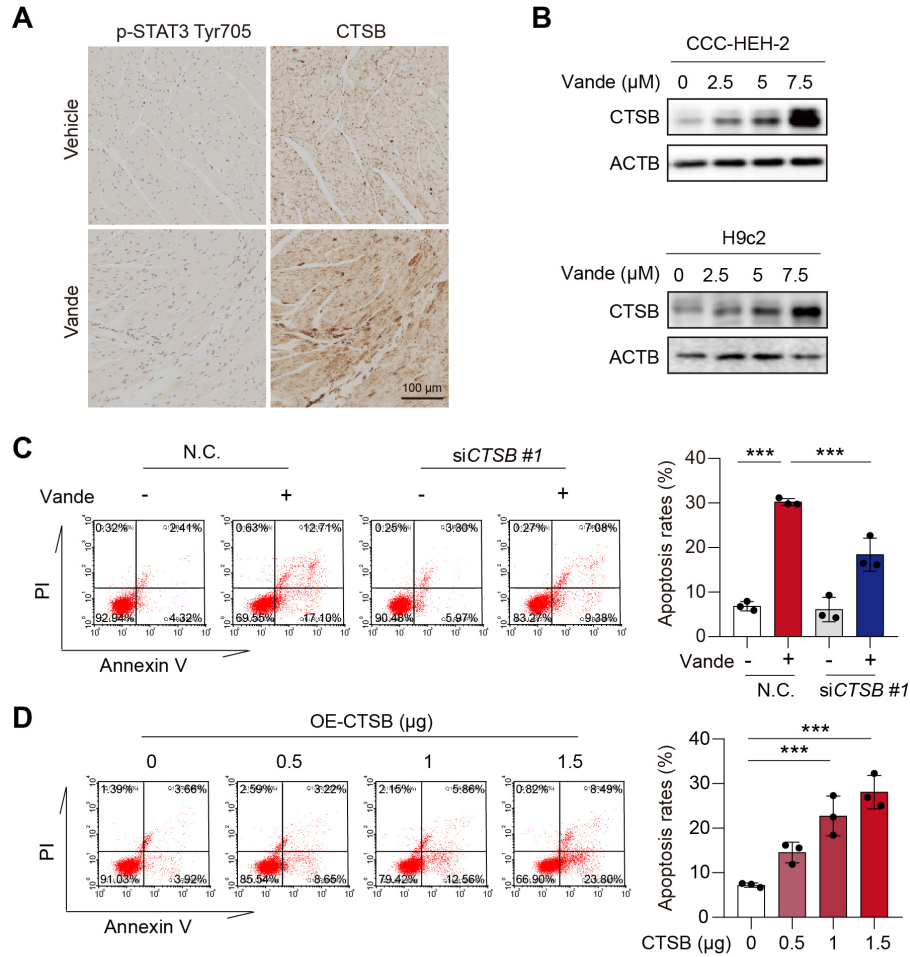 A
p-STAT3 Tyr705 CTSB
Vehicle
Vande
100 µm
B
CCC-HEH-2
Vande (µM) 0 2.5 5 7.5
CTSB
ACTB
H9c2
Vande (µM) 0 2.5 5 7.5
CTSB
ACTB
C
N.C. siCTSB #1
Vande - + - +
0.32% 2.41% 0.63% 12.71% 0.25% 3.30% 0.27% 7.08%
PI
92.94% 4.32% 69.55% 17.10% 90.48% 5.97% 83.27% 9.38%
Annexin V
Apoptosis rates (%)
40
30
20
10
0
*** ***
Vande - + - +
N.C. siCTSB #1
D
OE-CTSB (µg)
0 0.5 1 1.5
1.39% 3.66% 2.59% 3.22% 2.15% 5.86% 0.82% 8.49%
PI
91.03% 3.92% 85.54% 8.65% 79.42% 12.56% 66.90% 23.80%
Annexin V
Apoptosis rates (%)
40
30
20
10
0
***
***
CTSB (µg) 0 0.5 1 1.5